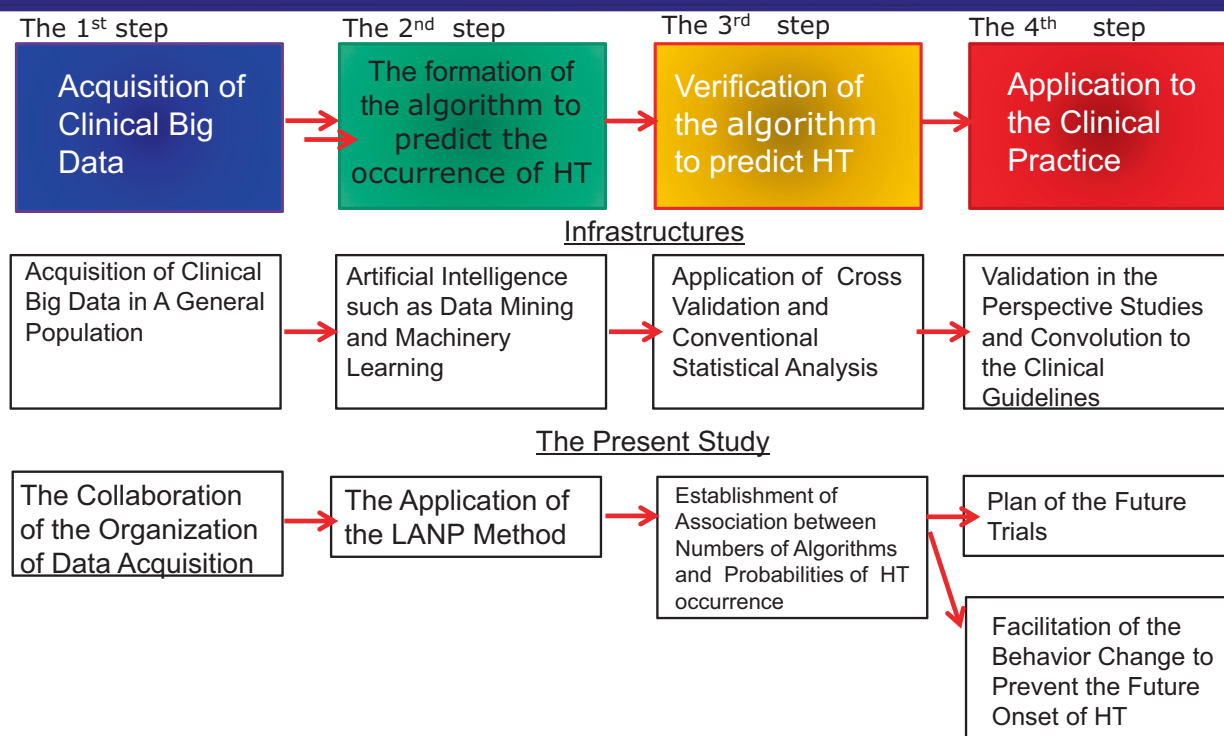 The 1st step
The 2nd step
The 3rd step
The 4th step
Acquisition of
Clinical Big
Data
The formation of
the algorithm to
predict the
occurrence of HT
Verification of
the algorithm
to predict HT
Application to
the Clinical
Practice
Infrastructures
Acquisition of Clinical
Big Data in A General
Population
Artificial Intelligence
such as Data Mining
and Machinery
Learning
Application of Cross
Validation and
Conventional
Statistical Analysis
Validation in the
Perspective Studies
and Convolution to
the Clinical
Guidelines
The Present Study
The Collaboration
of the Organization
of Data Acquisition
The Application of
the LANP Method
Establishment of
Association between
Numbers of Algorithms
and Probabilities of HT
occurrence
Plan of the Future
Trials
Facilitation of the
Behavior Change to
Prevent the Future
Onset of HT